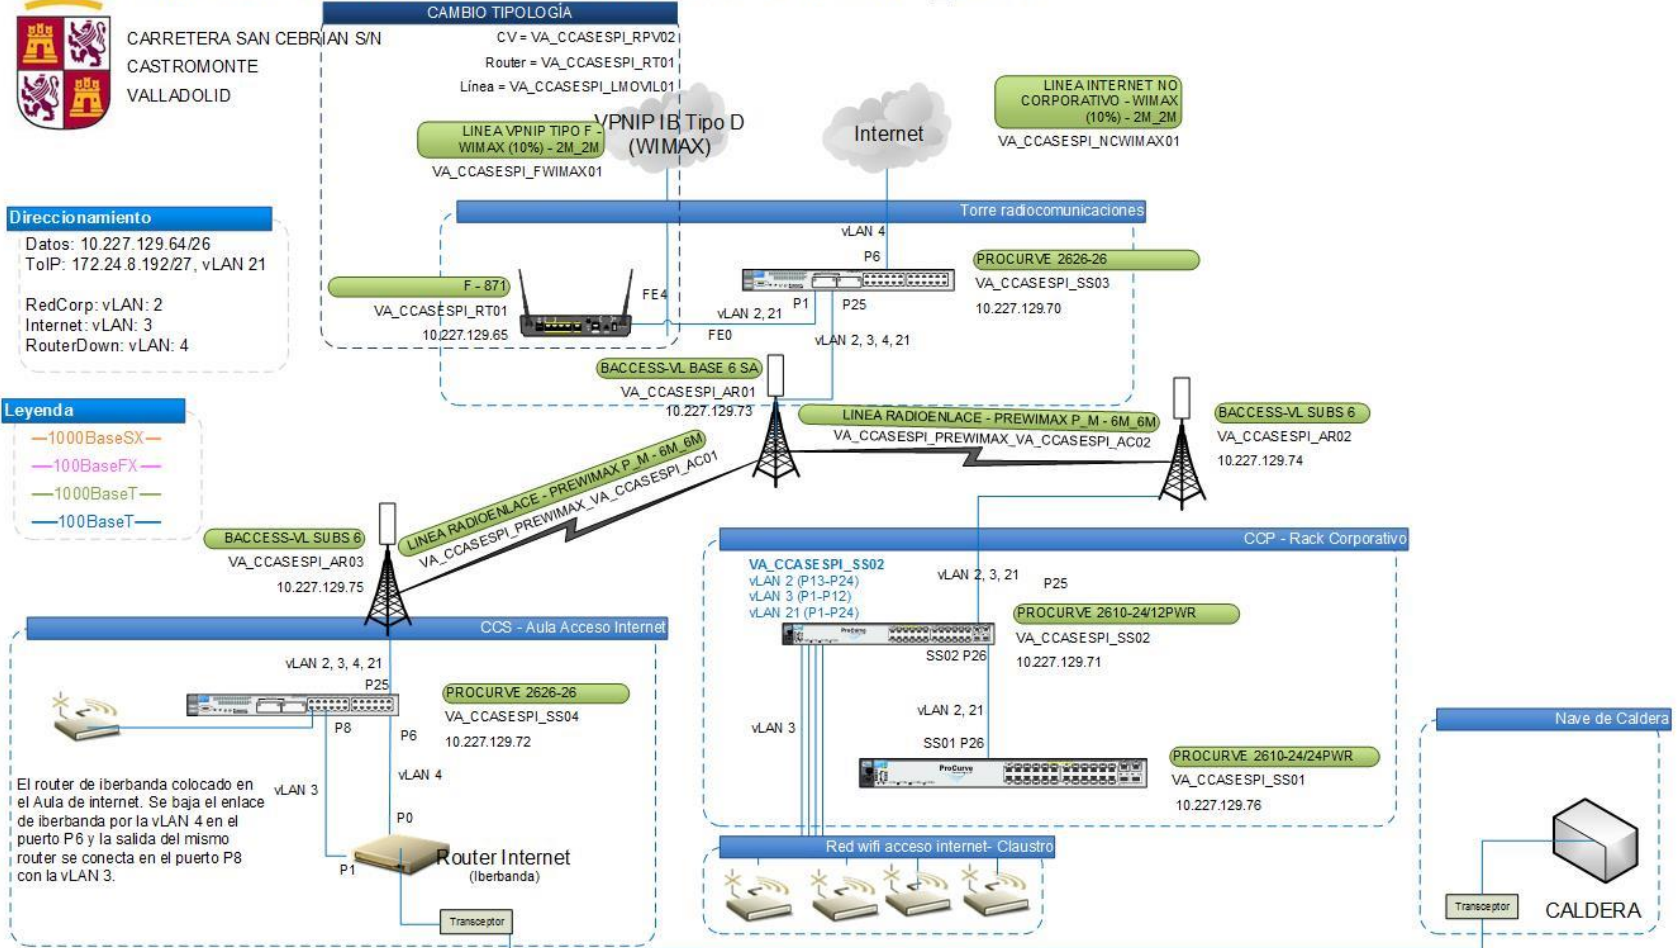 CAMBIO TIPOLOGÍA
CARRETERA SAN CEBRIAN S/N
CASTROMONTE
VALLADOLID
CV = VA_CCASESPI_RPV02
Router = VA_CCASESPI_RT01
Línea = VA_CCASESPI_LMOVIL01
VPNIP IB Tipo D
(WIMAX)
Internet
LINEA INTERNET NO
CORPORATIVO - WIMAX
(10%) - 2M_2M
VA_CCASESPI_NCWIMAX01
LINEA VPNIP TIPO F -
WIMAX (10%) - 2M_2M
VA_CCASESPI_FWIMAX01
Direccionamiento
Datos: 10.227.129.64/26
ToIP: 172.24.8.192/27, vLAN 21
RedCorp: vLAN: 2
Internet: vLAN: 3
RouterDown: vLAN: 4
Torre radiocomunicaciones
vLAN 4
P6
PROCURVE 2626-26
VA_CCASESPI_SS03
10.227.129.70
F - 871
VA_CCASESPI_RT01
10.227.129.65
FE4
vLAN 2, 21
FE0
P1
P25
vLAN 2, 3, 4, 21
BACCESS-VL BASE 6 SA
VA_CCASESPI_AR01
10.227.129.73
LINEA RADIOENLACE - PREWIMAX P_M - 6M_6M
VA_CCASESPI_PREWIMAX_VA_CCASESPI_AC02
BACCESS-VL SUBS 6
VA_CCASESPI_AR02
10.227.129.74
Leyenda
1000BaseSX
100BaseFX
1000BaseT
100BaseT
LINEA RADIOENLACE - PREWIMAX P_M - 6M_6M
VA_CCASESPI_PREWIMAX_VA_CCASESPI_AC01
BACCESS-VL SUBS 6
VA_CCASESPI_AR03
10.227.129.75
CCP - Rack Corporativo
VA_CCASESPI_SS02
vLAN 2 (P13-P24)
vLAN 3 (P1-P12)
vLAN 21 (P1-P24)
vLAN 2, 3, 21
P25
PROCURVE 2610-24/12PWR
VA_CCASESPI_SS02
10.227.129.71
ProCurve
SS02 P26
vLAN 2, 21
vLAN 3
SS01 P26
ProCurve
PROCURVE 2610-24/24PWR
VA_CCASESPI_SS01
10.227.129.76
CCS - Aula Acceso Internet
vLAN 2, 3, 4, 21
P25
PROCURVE 2626-26
VA_CCASESPI_SS04
10.227.129.72
P8
P6
vLAN 4
vLAN 3
El router de iberbanda colocado en
el Aula de internet. Se baja el enlace
de iberbanda por la vLAN 4 en el
puerto P6 y la salida del mismo
router se conecta en el puerto P8
con la vLAN 3.
P0
P1
Router Internet
(Iberbanda)
Transceptor
Red wifi acceso internet- Claustro
Nave de Caldera
Transceptor
CALDERA